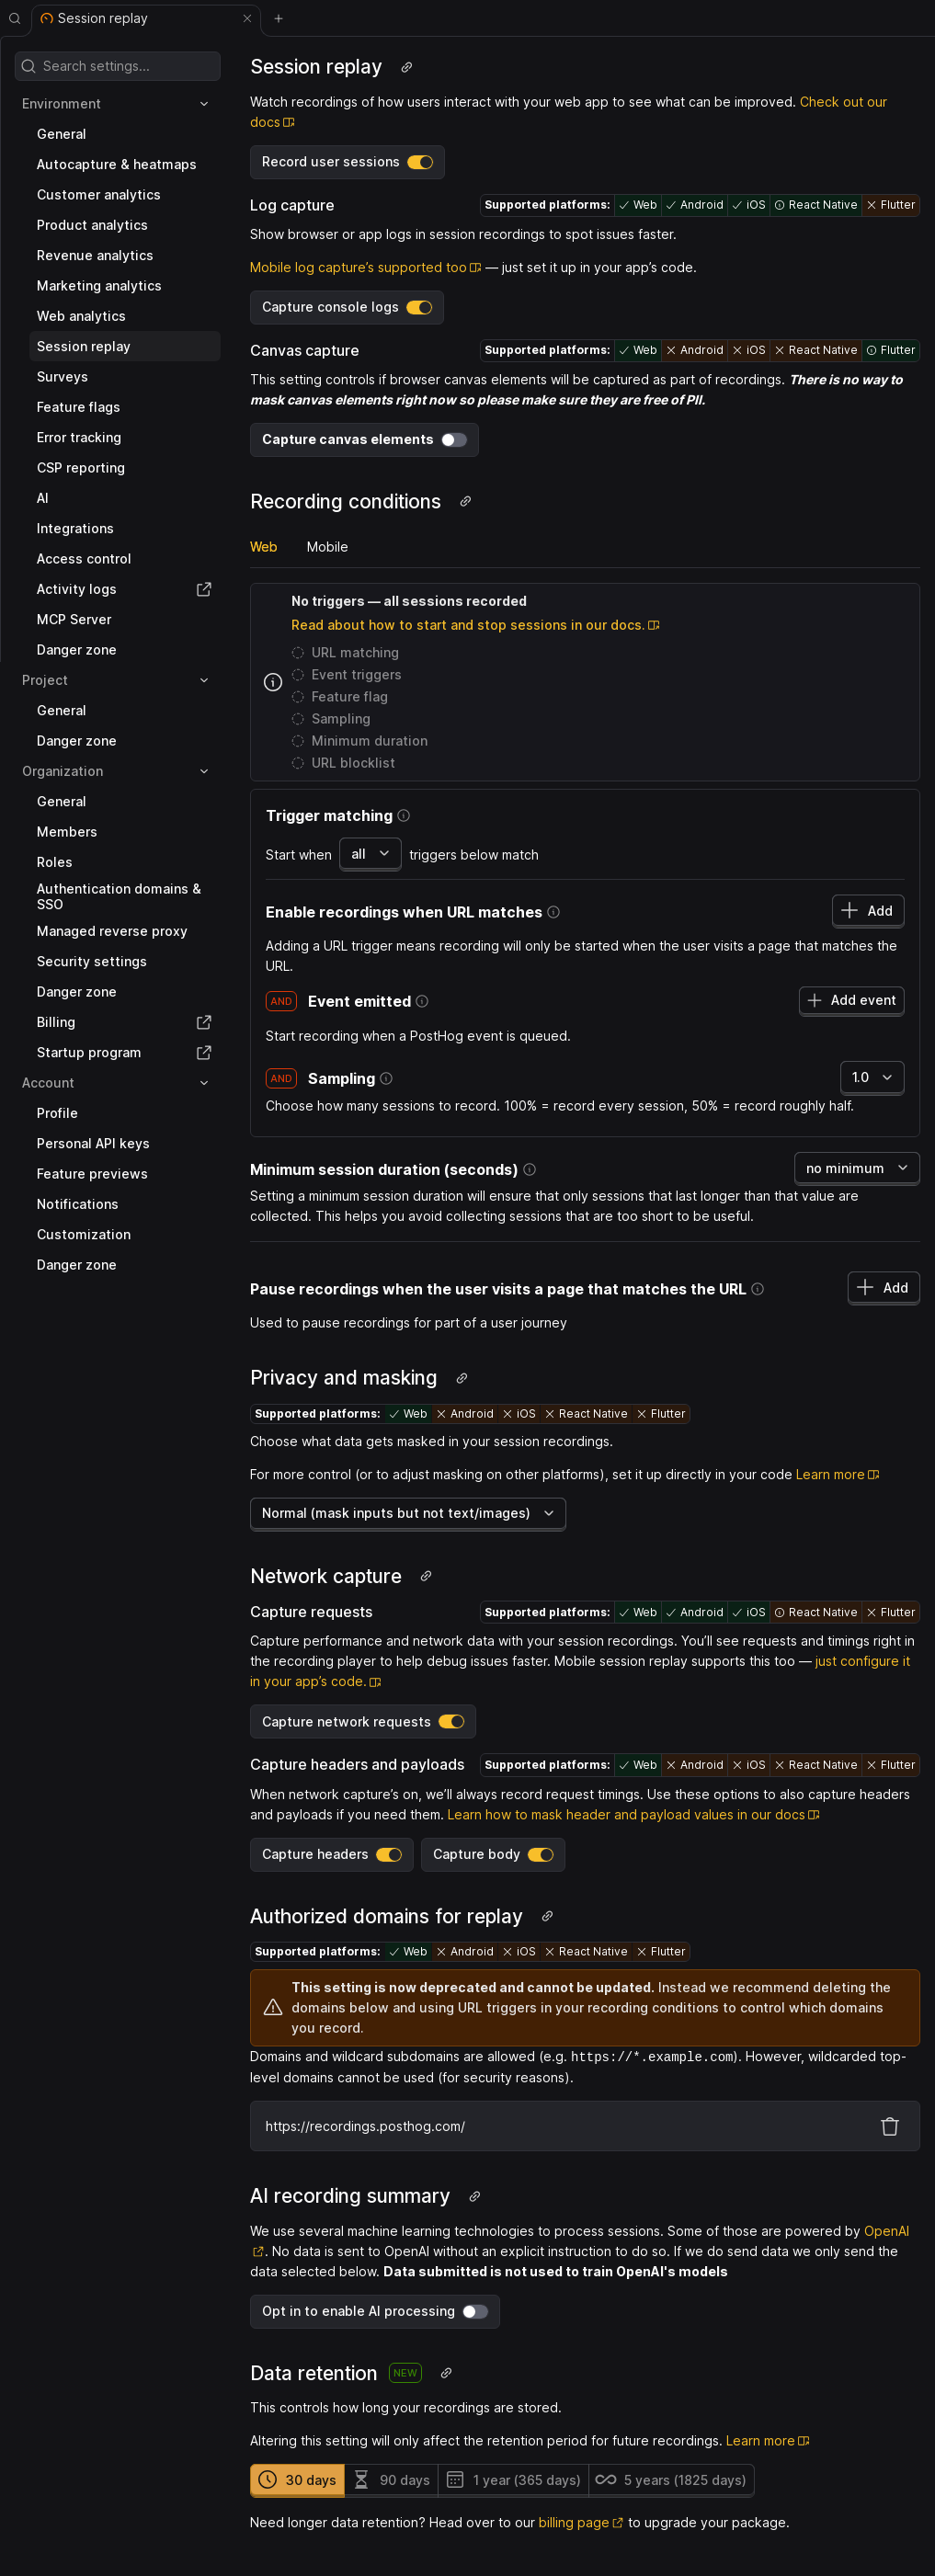 Session replay
Search settings...
Environment
General
Autocapture & heatmaps
Customer analytics
Product analytics
Revenue analytics
Marketing analytics
Web analytics
Session replay
Surveys
Feature flags
Error tracking
CSP reporting
AI
Integrations
Access control
Activity logs
MCP Server
Danger zone
Project
General
Danger zone
Organization
General
Members
Roles
Authentication domains &
SSO
Managed reverse proxy
Security settings
Danger zone
Billing
Startup program
Account
Profile
Personal API keys
Feature previews
Notifications
Customization
Danger zone
Session replay
Watch recordings of how users interact with your web app to see what can be improved. Check out our
docs
Record user sessions
Log capture
Supported platforms: Web Android iOS React Native Flutter
Show browser or app logs in session recordings to spot issues faster.
Mobile log capture's supported too — just set it up in your app's code.
Capture console logs
Canvas capture
Supported platforms: Web Android iOS React Native Flutter
This setting controls if browser canvas elements will be captured as part of recordings. There is no way to
mask canvas elements right now so please make sure they are free of PII.
Capture canvas elements
Recording conditions
Web Mobile
No triggers — all sessions recorded
Read about how to start and stop sessions in our docs.
URL matching
Event triggers
Feature flag
Sampling
Minimum duration
URL blocklist
Trigger matching
Start when all triggers below match
Enable recordings when URL matches
Add
Adding a URL trigger means recording will only be started when the user visits a page that matches the
URL.
AND Event emitted
Add event
Start recording when a PostHog event is queued.
AND Sampling
1.0
Choose how many sessions to record. 100% = record every session, 50% = record roughly half.
Minimum session duration (seconds)
no minimum
Setting a minimum session duration will ensure that only sessions that last longer than that value are
collected. This helps you avoid collecting sessions that are too short to be useful.
Pause recordings when the user visits a page that matches the URL
Add
Used to pause recordings for part of a user journey
Privacy and masking
Supported platforms: Web Android iOS React Native Flutter
Choose what data gets masked in your session recordings.
For more control (or to adjust masking on other platforms), set it up directly in your code Learn more
Normal (mask inputs but not text/images)
Network capture
Capture requests
Supported platforms: Web Android iOS React Native Flutter
Capture performance and network data with your session recordings. You'll see requests and timings right in
the recording player to help debug issues faster. Mobile session replay supports this too — just configure it
in your app's code.
Capture network requests
Capture headers and payloads
Supported platforms: Web Android iOS React Native Flutter
When network capture's on, we'll always record request timings. Use these options to also capture headers
and payloads if you need them. Learn how to mask header and payload values in our docs
Capture headers
Capture body
Authorized domains for replay
Supported platforms: Web Android iOS React Native Flutter
This setting is now deprecated and cannot be updated. Instead we recommend deleting the
domains below and using URL triggers in your recording conditions to control which domains
you record.
Domains and wildcard subdomains are allowed (e.g. https://*.example.com). However, wildcarded top-
level domains cannot be used (for security reasons).
https://recordings.posthog.com/
AI recording summary
We use several machine learning technologies to process sessions. Some of those are powered by OpenAI
. No data is sent to OpenAI without an explicit instruction to do so. If we do send data we only send the
data selected below. Data submitted is not used to train OpenAI's models
Opt in to enable AI processing
Data retention NEW
This controls how long your recordings are stored.
Altering this setting will only affect the retention period for future recordings. Learn more
30 days 90 days 1 year (365 days) 5 years (1825 days)
Need longer data retention? Head over to our billing page to upgrade your package.